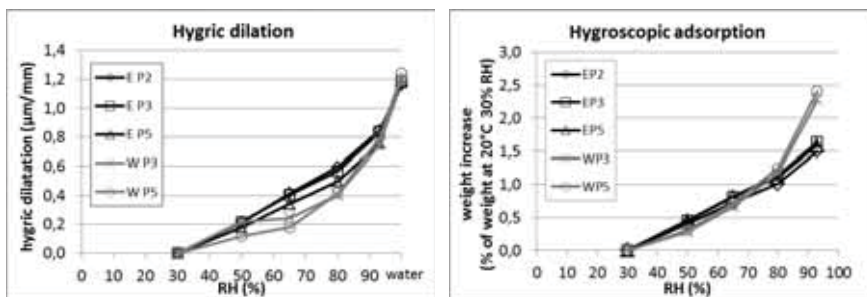 Hygric dilation
hygric dilatation (µm/mm)
1,4
1,2
1,0
0,8
0,6
0,4
0,2
0,0
E P2
E P3
E P5
W P3
W P5
0 10 20 30 40 50 60 70 80 90 water
RH (%)
Hygroscopic adsorption
weight increase
(% of weight at 20°C 30% RH)
3,0
2,5
2,0
1,5
1,0
0,5
0,0
EP2
EP3
EP5
WP3
WP5
0 10 20 30 40 50 60 70 80 90 100
RH (%)